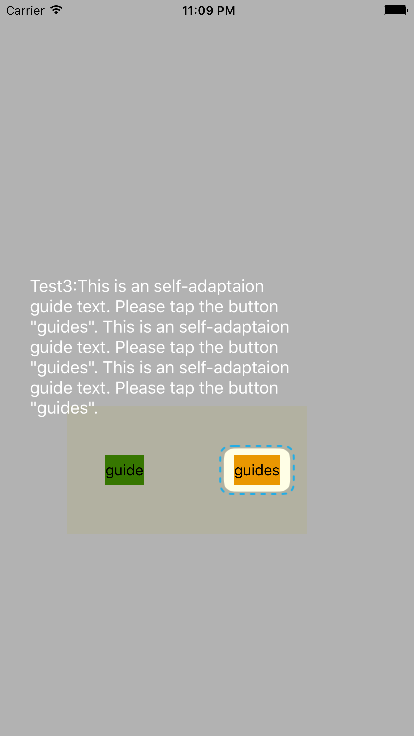 Carrier 11:09 PM
Test3:This is an self-adaptaion
guide text. Please tap the button
"guides". This is an self-adaptaion
guide text. Please tap the button
"guides". This is an self-adaptaion
guide text. Please tap the button
"guides".
guide guides